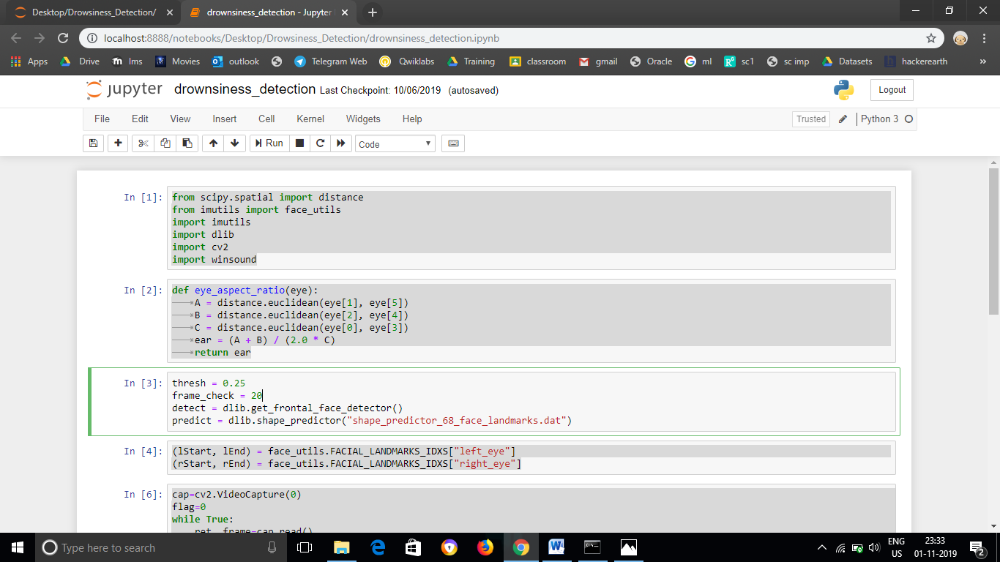 Desktop/Drowsiness_Detection/
drownsiness_detection - Jupyter
localhost:8888/notebooks/Desktop/Drowsiness_Detection/drownsiness_detection.ipynb
Apps Drive lms Movies outlook Telegram Web Qwiklabs Training classroom gmail Oracle ml sc1 sc imp Datasets hackerearth »
jupyter drownsiness_detection Last Checkpoint: 10/06/2019 (autosaved) Logout
File Edit View Insert Cell Kernel Widgets Help Trusted Python 3
Run Code
In [1]: from scipy.spatial import distance
from imutils import face_utils
import imutils
import dlib
import cv2
import winsound
In [2]: def eye_aspect_ratio(eye):
A = distance.euclidean(eye[1], eye[5])
B = distance.euclidean(eye[2], eye[4])
C = distance.euclidean(eye[0], eye[3])
ear = (A + B) / (2.0 * C)
return ear
In [3]: thresh = 0.25
frame_check = 20
detect = dlib.get_frontal_face_detector()
predict = dlib.shape_predictor("shape_predictor_68_face_landmarks.dat")
In [4]: (lStart, lEnd) = face_utils.FACIAL_LANDMARKS_IDXS["left_eye"]
(rStart, rEnd) = face_utils.FACIAL_LANDMARKS_IDXS["right_eye"]
In [6]: cap=cv2.VideoCapture(0)
flag=0
while True:
ret, frame=cap.read()
Type here to search
ENG
US
23:33
01-11-2019
2